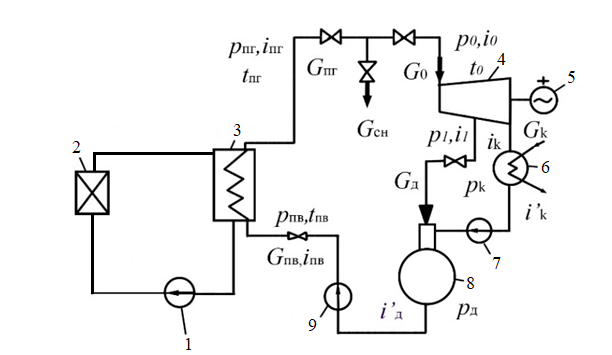 pпг,iпг
tпг
Gпг
Gсн
G0
p0,i0
t0
4
5
+
p1,i1
iк
Gк
6
Gд
pк
i’к
7
2
3
pпв,tпв
Gпв,iпв
8
9
i’д
pд
1